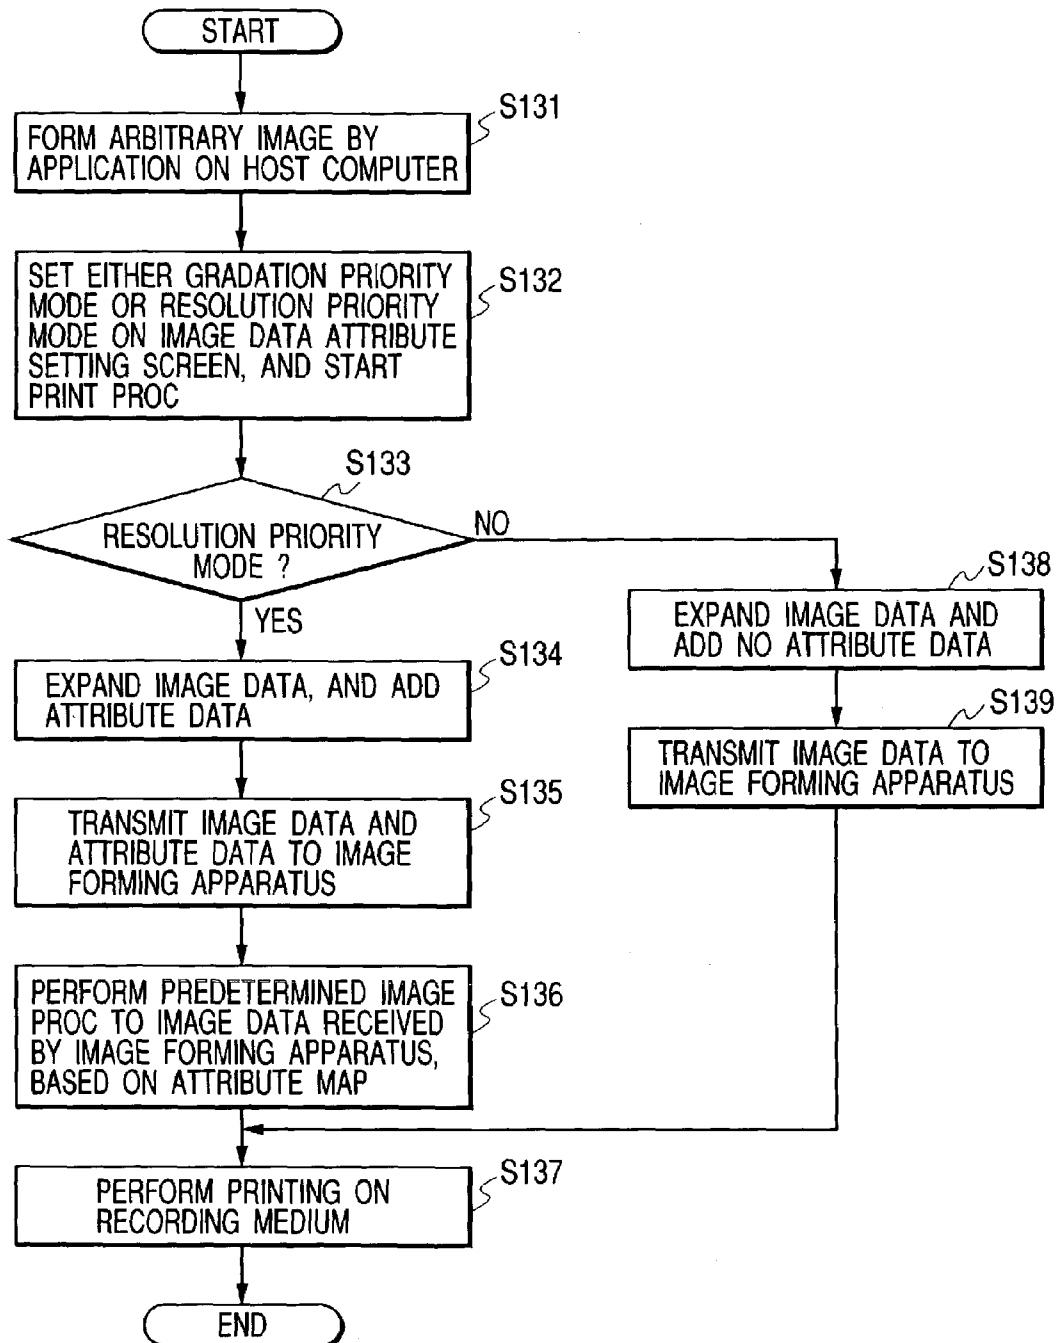 START
S131
FORM ARBITRARY IMAGE BY
APPLICATION ON HOST COMPUTER
S132
SET EITHER GRADATION PRIORITY
MODE OR RESOLUTION PRIORITY
MODE ON IMAGE DATA ATTRIBUTE
SETTING SCREEN, AND START
PRINT PROC
S133
RESOLUTION PRIORITY
MODE ?
NO
YES
S134
EXPAND IMAGE DATA, AND ADD
ATTRIBUTE DATA
S135
TRANSMIT IMAGE DATA AND
ATTRIBUTE DATA TO IMAGE
FORMING APPARATUS
S136
PERFORM PREDETERMINED IMAGE
PROC TO IMAGE DATA RECEIVED
BY IMAGE FORMING APPARATUS,
BASED ON ATTRIBUTE MAP
S138
EXPAND IMAGE DATA AND
ADD NO ATTRIBUTE DATA
S139
TRANSMIT IMAGE DATA TO
IMAGE FORMING APPARATUS
S137
PERFORM PRINTING ON
RECORDING MEDIUM
END